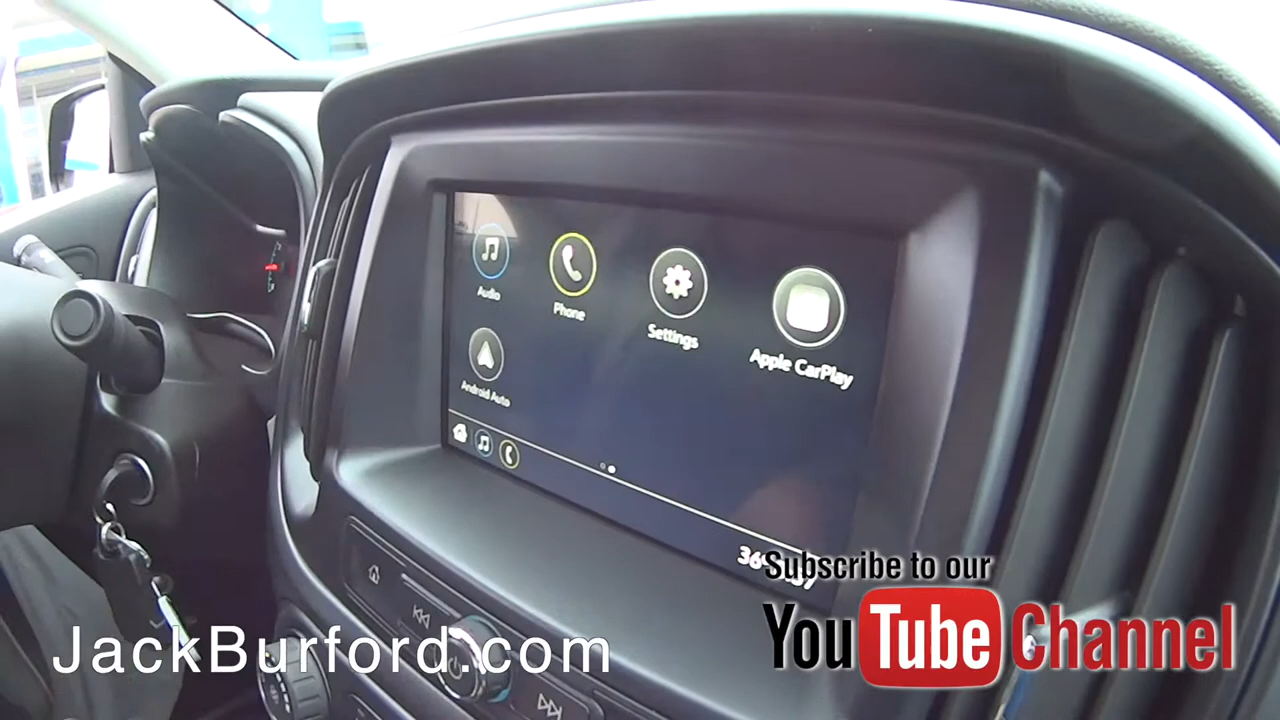 Audio
Phone
Settings
Apple CarPlay
Android Auto
Subscribe to our
YouTube Channel
JackBurford.com